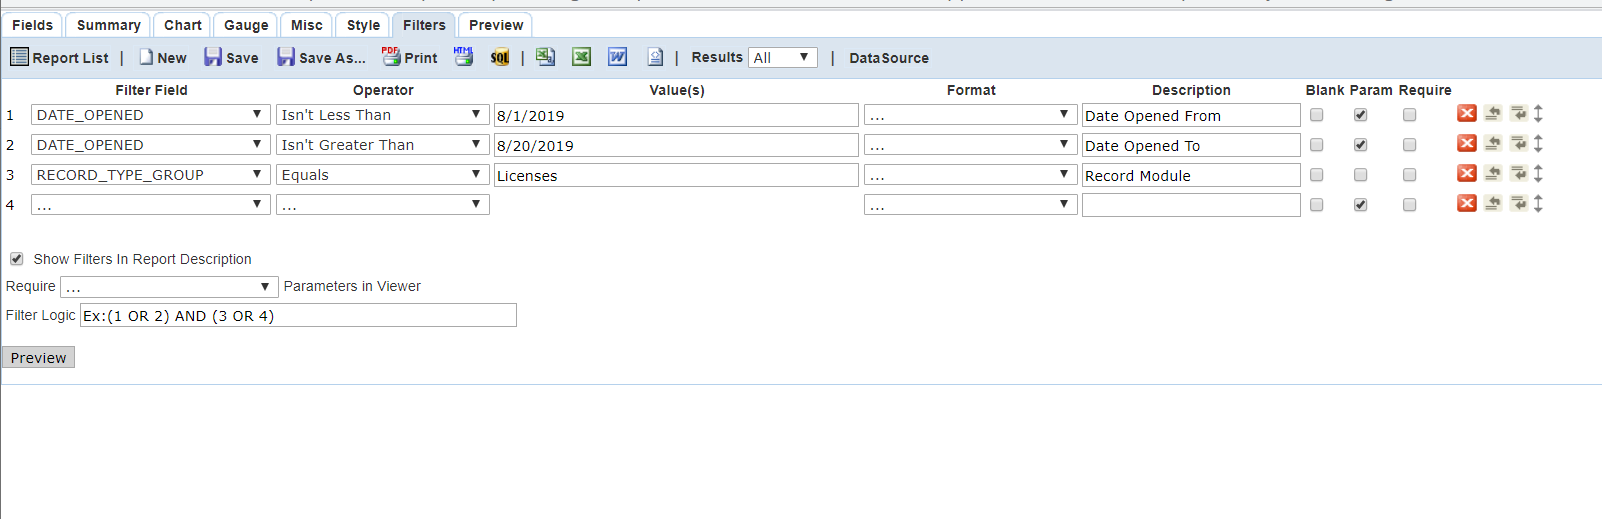 Fields Summary Chart Gauge Misc Style Filters Preview
Report List | New Save Save As... PDF Print HTML SQL | Results All | DataSource
Filter Field Operator Value(s) Format Description Blank Param Require
1 DATE_OPENED Isn't Less Than 8/1/2019 ... Date Opened From
2 DATE_OPENED Isn't Greater Than 8/20/2019 ... Date Opened To
3 RECORD_TYPE_GROUP Equals Licenses ... Record Module
4 ... ... ...
Show Filters In Report Description
Require ... Parameters in Viewer
Filter Logic Ex:(1 OR 2) AND (3 OR 4)
Preview